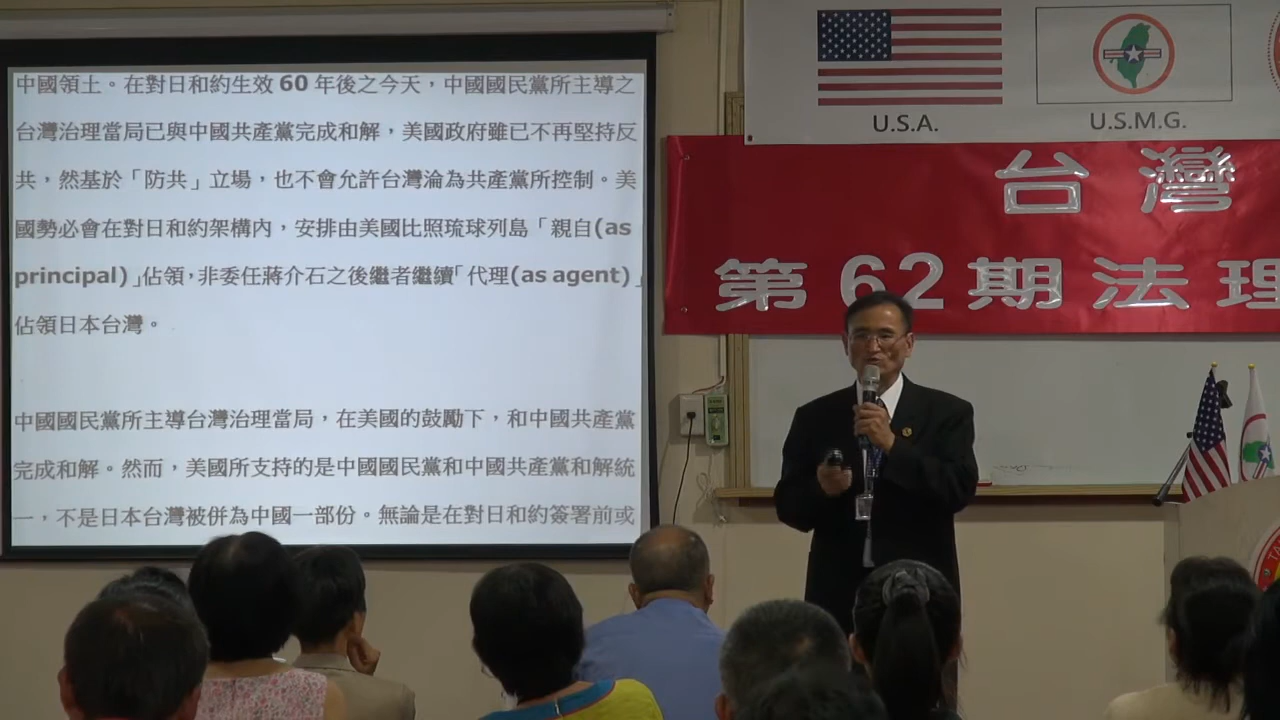 中國領土。在對日和約生效 60 年後之今天，中國國民黨所主導之
台灣治理當局已與中國共產黨完成和解，美國政府雖已不再堅持反
共，然基於「防共」立場，也不會允許台灣淪為共產黨所控制。美
國勢必會在對日和約架構內，安排由美國比照琉球列島「親自(as
principal)」佔領，非委任蔣介石之後繼者繼續「代理(as agent)」
佔領日本台灣。
中國國民黨所主導台灣治理當局，在美國的鼓勵下，和中國共產黨
完成和解。然而，美國所支持的是中國國民黨和中國共產黨和解統
一，不是日本台灣被併為中國一部份。無論是在對日和約簽署前或
U.S.A.
U.S.M.G.
台灣
第62期法理